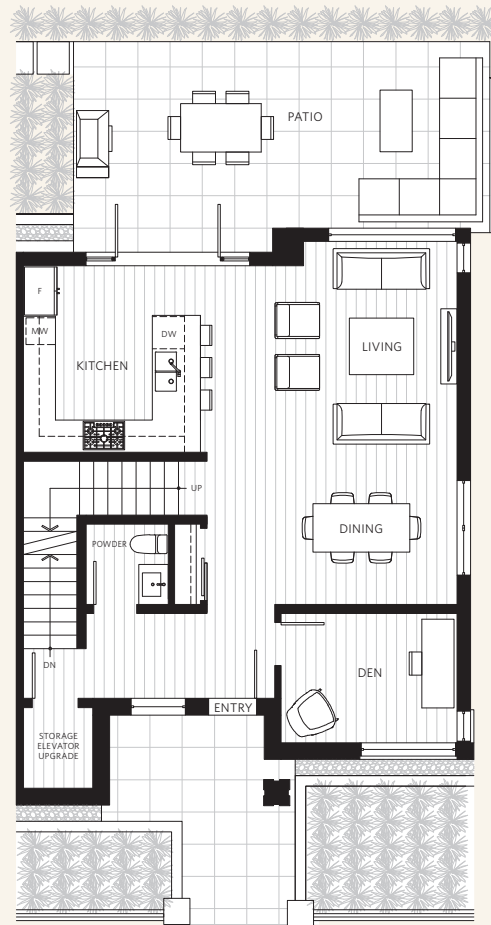 PATIO
F
MW
DW
KITCHEN
LIVING
UP
DINING
POWDER
DN
DEN
ENTRY
STORAGE
ELEVATOR
UPGRADE